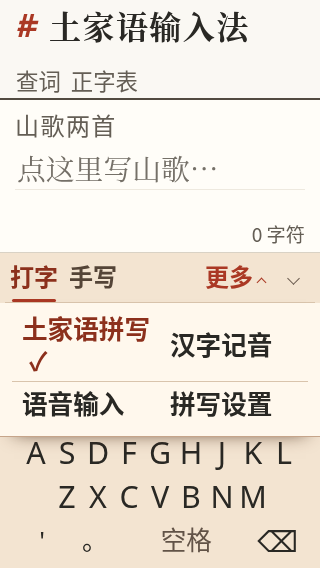 # 土家语输入法
查词 正字表
山歌两首
点这里写山歌…
0 字符
打字 手写 更多
土家语拼写 ✓ 汉字记音
语音输入 拼写设置
A S D F G H J K L
Z X C V B N M
' 。 空格 ⌫